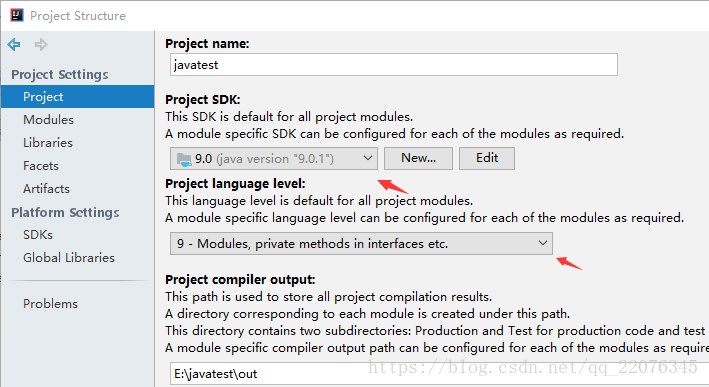 Project Structure
Project Settings
Project
Modules
Libraries
Facets
Artifacts
Platform Settings
SDKs
Global Libraries
Problems
Project name:
javatest
Project SDK:
This SDK is default for all project modules.
A module specific SDK can be configured for each of the modules as required.
9.0 (java version "9.0.1")
New...
Edit
Project language level:
This language level is default for all project modules.
A module specific language level can be configured for each of the modules as required.
9 - Modules, private methods in interfaces etc.
Project compiler output:
This path is used to store all project compilation results.
A directory corresponding to each module is created under this path.
This directory contains two subdirectories: Production and Test for production code and test
A module specific compiler output path can be configured for each of the modules as require
https://blog.csdn.net/qq_22076345
E:\javatest\out